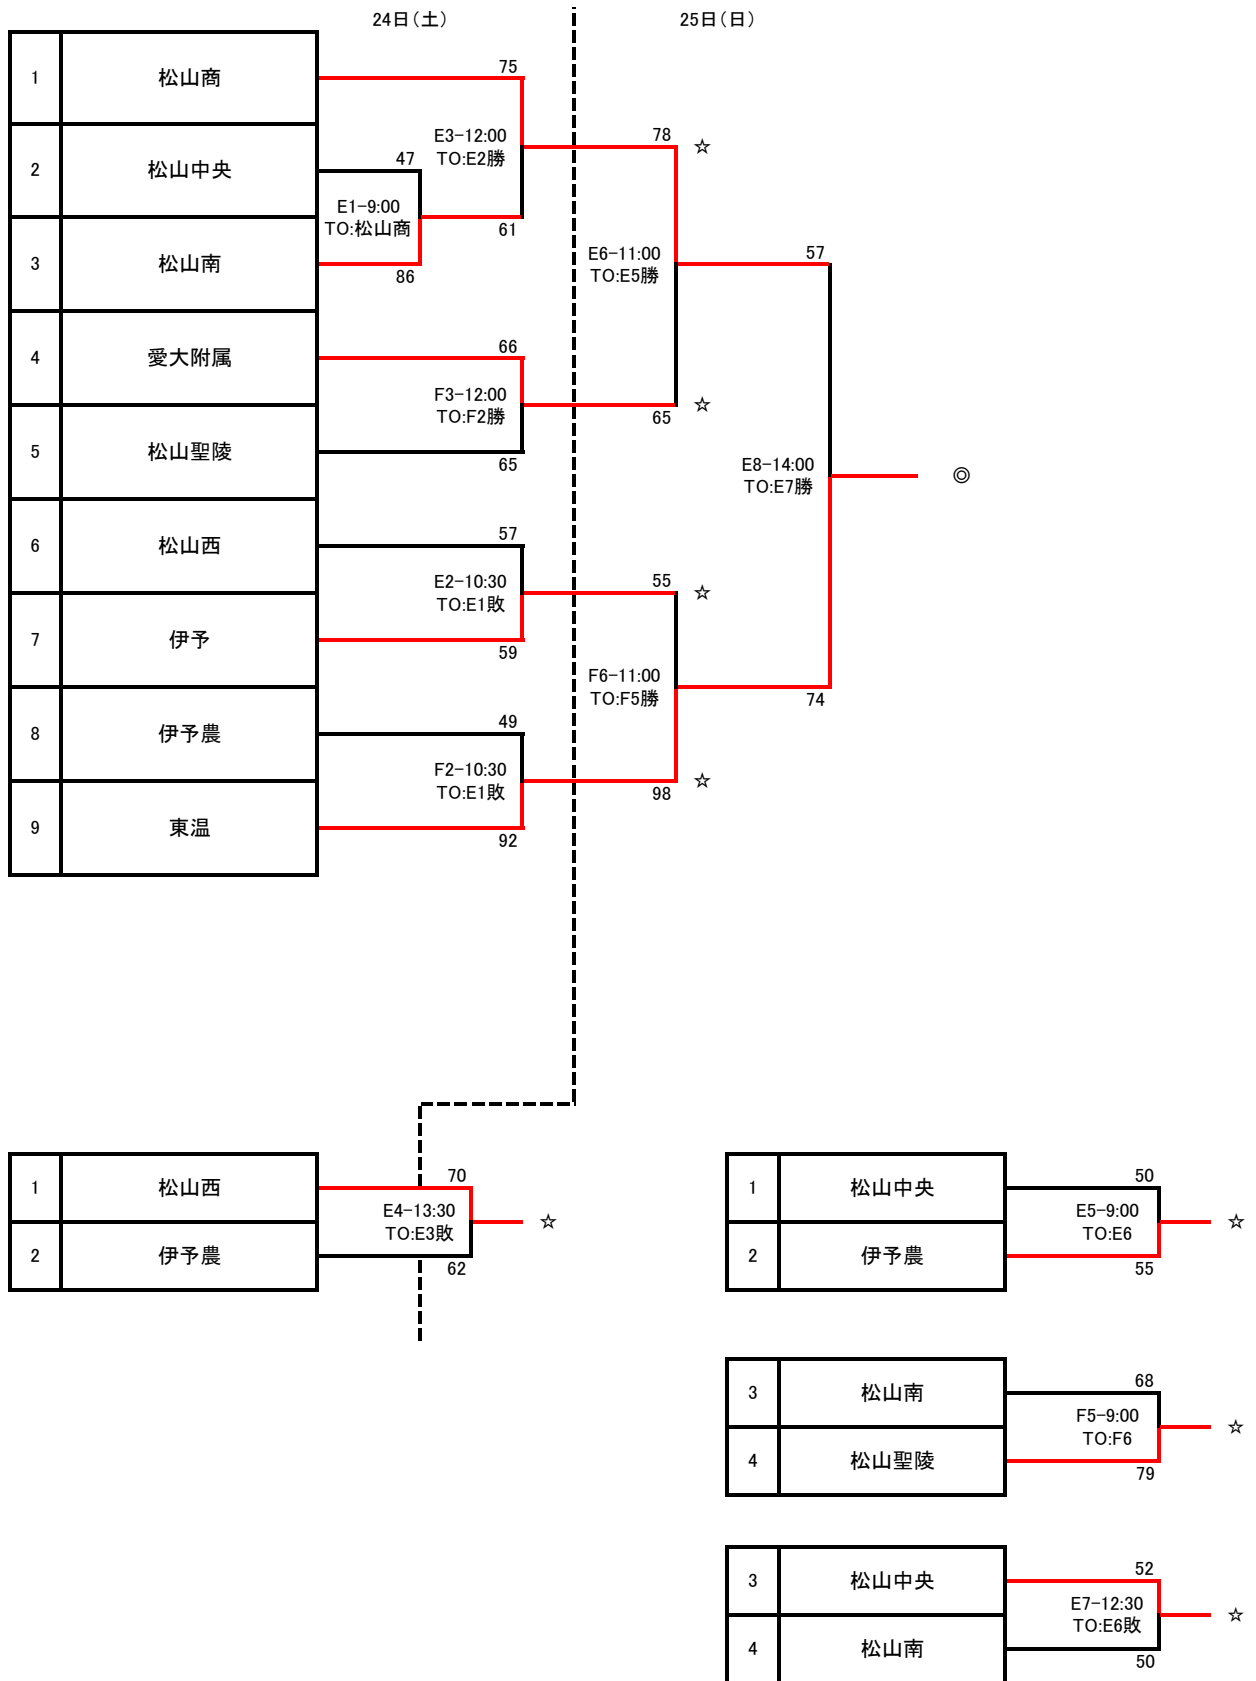 24日(土)
25日(日)
1 松山商
2 松山中央
3 松山南
4 愛大附属
5 松山聖陵
6 松山西
7 伊予
8 伊予農
9 東温
75
E3-12:00
TO:E2勝
61
47
E1-9:00
TO:松山商
86
66
F3-12:00
TO:F2勝
65
57
E2-10:30
TO:E1敗
59
49
F2-10:30
TO:E1敗
92
78 ☆
E6-11:00
TO:E5勝
65 ☆
55 ☆
F6-11:00
TO:F5勝
98 ☆
57
E8-14:00
TO:E7勝
74
◎
1 松山西
2 伊予農
70
E4-13:30
TO:E3敗
62
☆
1 松山中央
2 伊予農
50
E5-9:00
TO:E6
55
☆
3 松山南
4 松山聖陵
68
F5-9:00
TO:F6
79
☆
3 松山中央
4 松山南
52
E7-12:30
TO:E6敗
50
☆